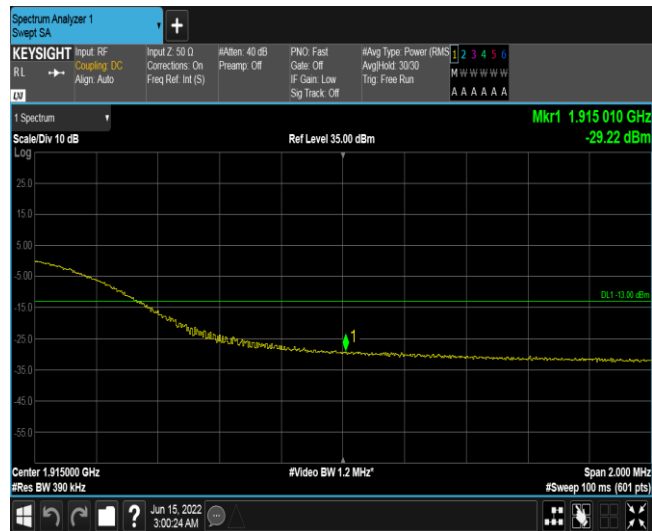 Spectrum Analyzer 1
Swept SA
KEYSIGHT
R L
LXI
Input: RF
Coupling: DC
Align: Auto
Input Z: 50 Ω
Corrections: On
Freq Ref: Int (S)
#Atten: 40 dB
Preamp: Off
PNO: Fast
Gate: Off
IF Gain: Low
Sig Track: Off
#Avg Type: Power (RMS
Avg|Hold: 30/30
Trig: Free Run
1 2 3 4 5 6
M W W W W W
A A A A A A
1 Spectrum
Mkr1 1.915 010 GHz
Scale/Div 10 dB
Ref Level 35.00 dBm
-29.22 dBm
Log
25.0
15.0
5.00
-5.00
DL1 -13.00 dBm
-15.0
-25.0
1
-35.0
-45.0
-55.0
Center 1.915000 GHz
#Video BW 1.2 MHz*
Span 2.000 MHz
#Res BW 390 kHz
#Sweep 100 ms (601 pts)
?
Jun 15, 2022
3:00:24 AM